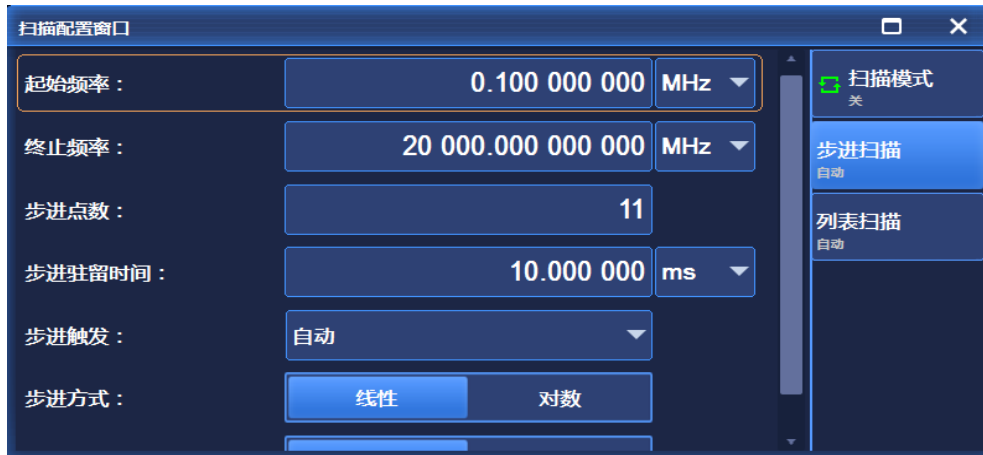 扫描配置窗口
起始频率： 0.100 000 000 MHz
终止频率： 20 000.000 000 000 MHz
步进点数： 11
步进驻留时间： 10.000 000 ms
步进触发： 自动
步进方式： 线性 对数
扫描模式
关
步进扫描
自动
列表扫描
自动